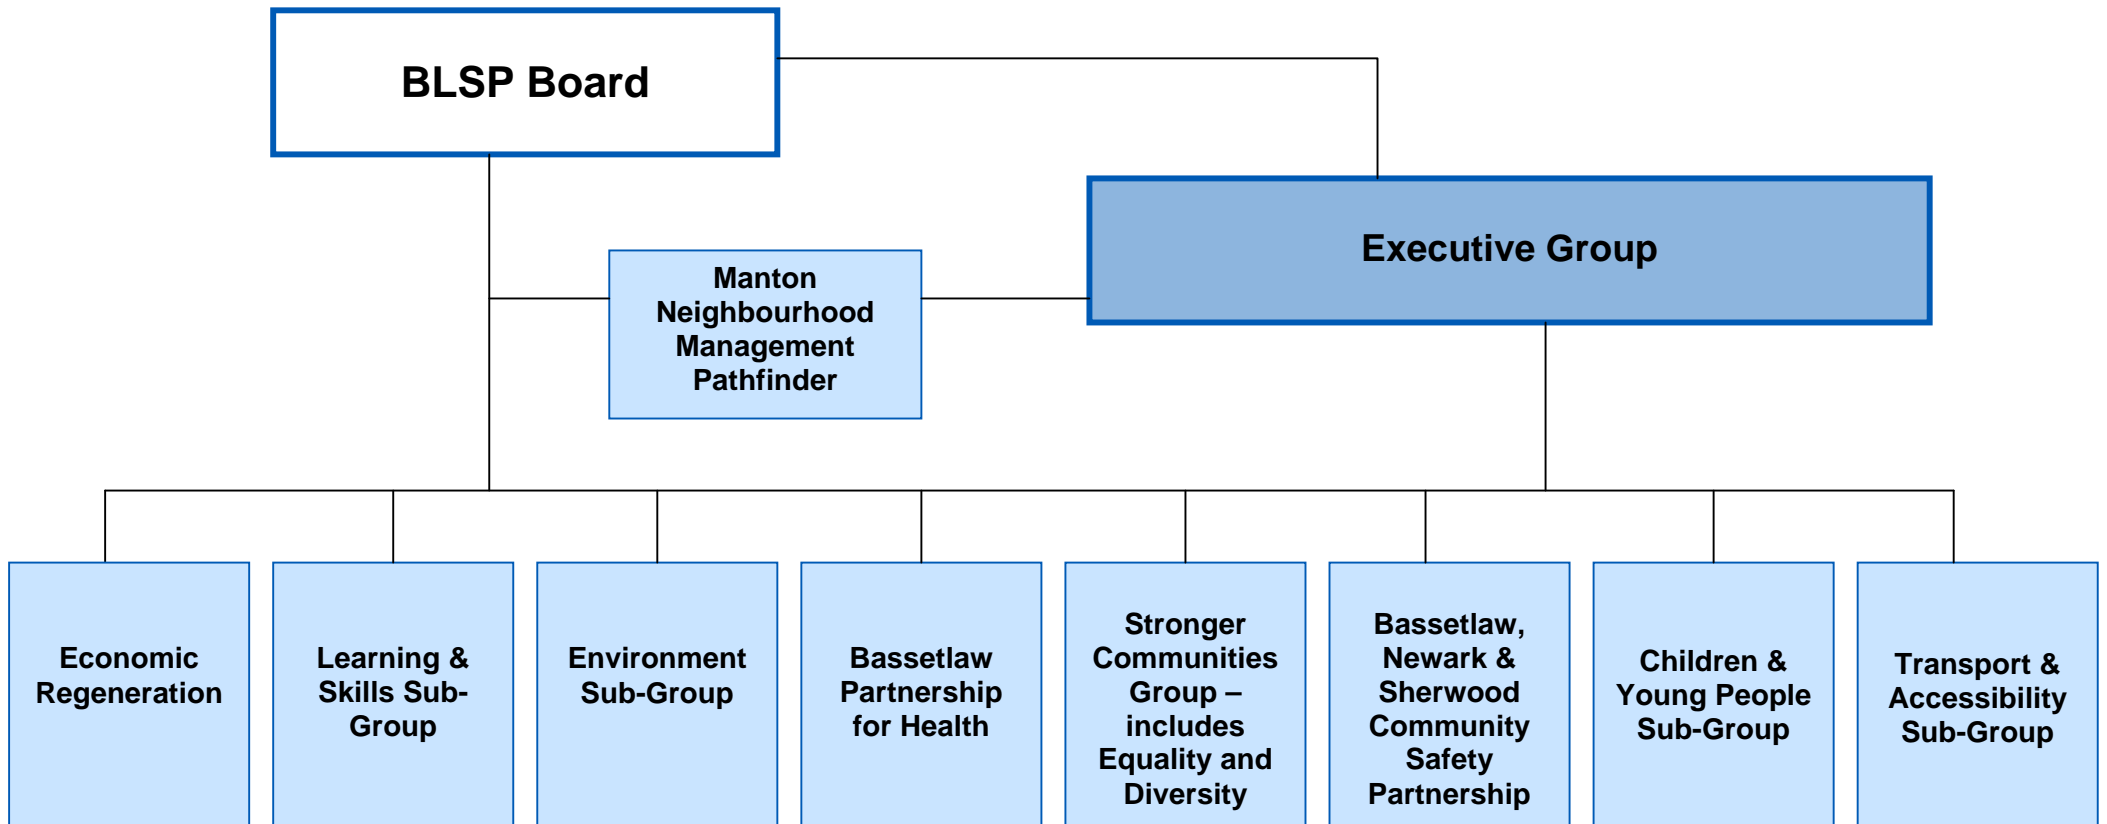 BLSP Board
Executive Group
Manton
Neighbourhood
Management
Pathfinder
Economic
Regeneration
Learning &
Skills Sub-
Group
Environment
Sub-Group
Bassetlaw
Partnership
for Health
Stronger
Communities
Group –
includes
Equality and
Diversity
Bassetlaw,
Newark &
Sherwood
Community
Safety
Partnership
Children &
Young People
Sub-Group
Transport &
Accessibility
Sub-Group